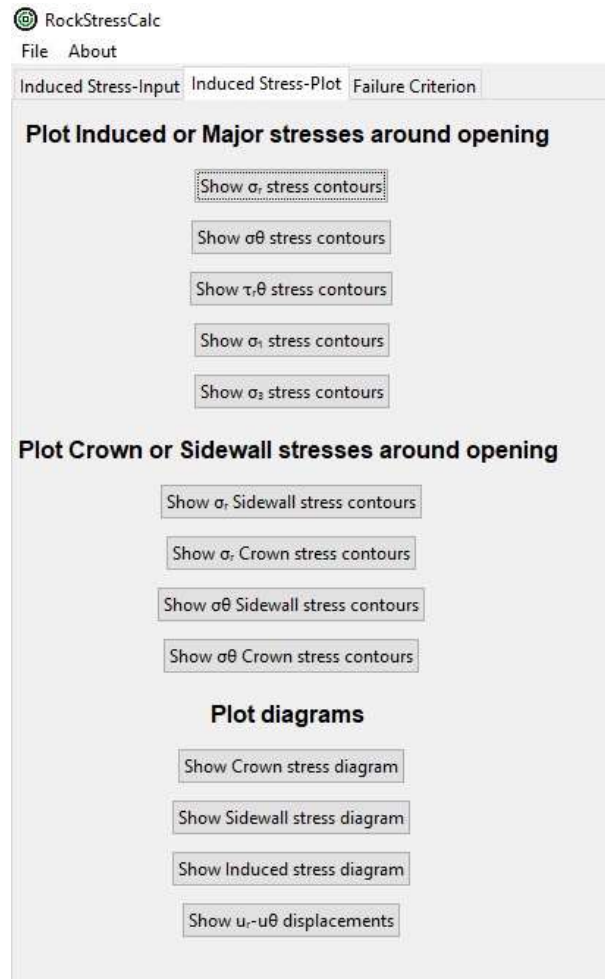 RockStressCalc
File About
Induced Stress-Input Induced Stress-Plot Failure Criterion
Plot Induced or Major stresses around opening
Show σᵣ stress contours
Show σθ stress contours
Show τᵣθ stress contours
Show σ₁ stress contours
Show σ₃ stress contours
Plot Crown or Sidewall stresses around opening
Show σᵣ Sidewall stress contours
Show σᵣ Crown stress contours
Show σθ Sidewall stress contours
Show σθ Crown stress contours
Plot diagrams
Show Crown stress diagram
Show Sidewall stress diagram
Show Induced stress diagram
Show uᵣ-uθ displacements